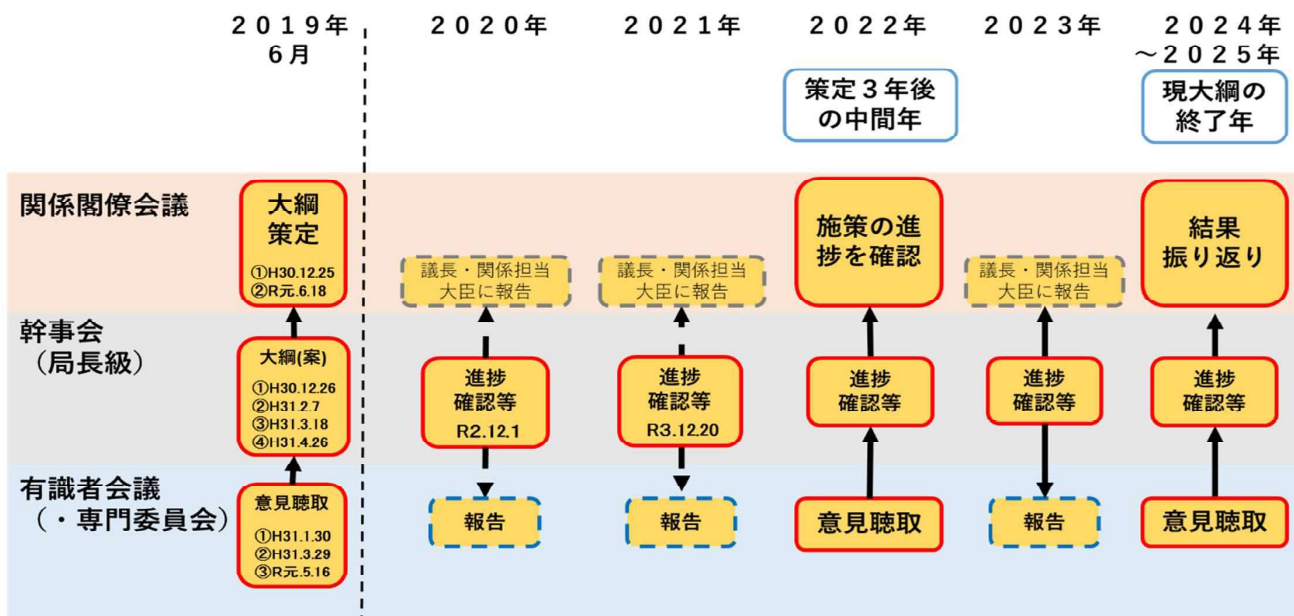 ２０１９年
６月
２０２０年
２０２１年
２０２２年
２０２３年
２０２４年
～２０２５年
策定３年後
の中間年
現大綱の
終了年
関係閣僚会議
大綱
策定
①H30.12.25
②R元.6.18
議長・関係担当
大臣に報告
議長・関係担当
大臣に報告
施策の進
捗を確認
議長・関係担当
大臣に報告
結果
振り返り
幹事会
（局長級）
大綱(案)
①H30.12.26
②H31.2.7
③H31.3.18
④H31.4.26
進捗
確認等
R2.12.1
進捗
確認等
R3.12.20
進捗
確認等
進捗
確認等
進捗
確認等
有識者会議
（・専門委員会）
意見聴取
①H31.1.30
②H31.3.29
③R元.5.16
報告
報告
意見聴取
報告
意見聴取